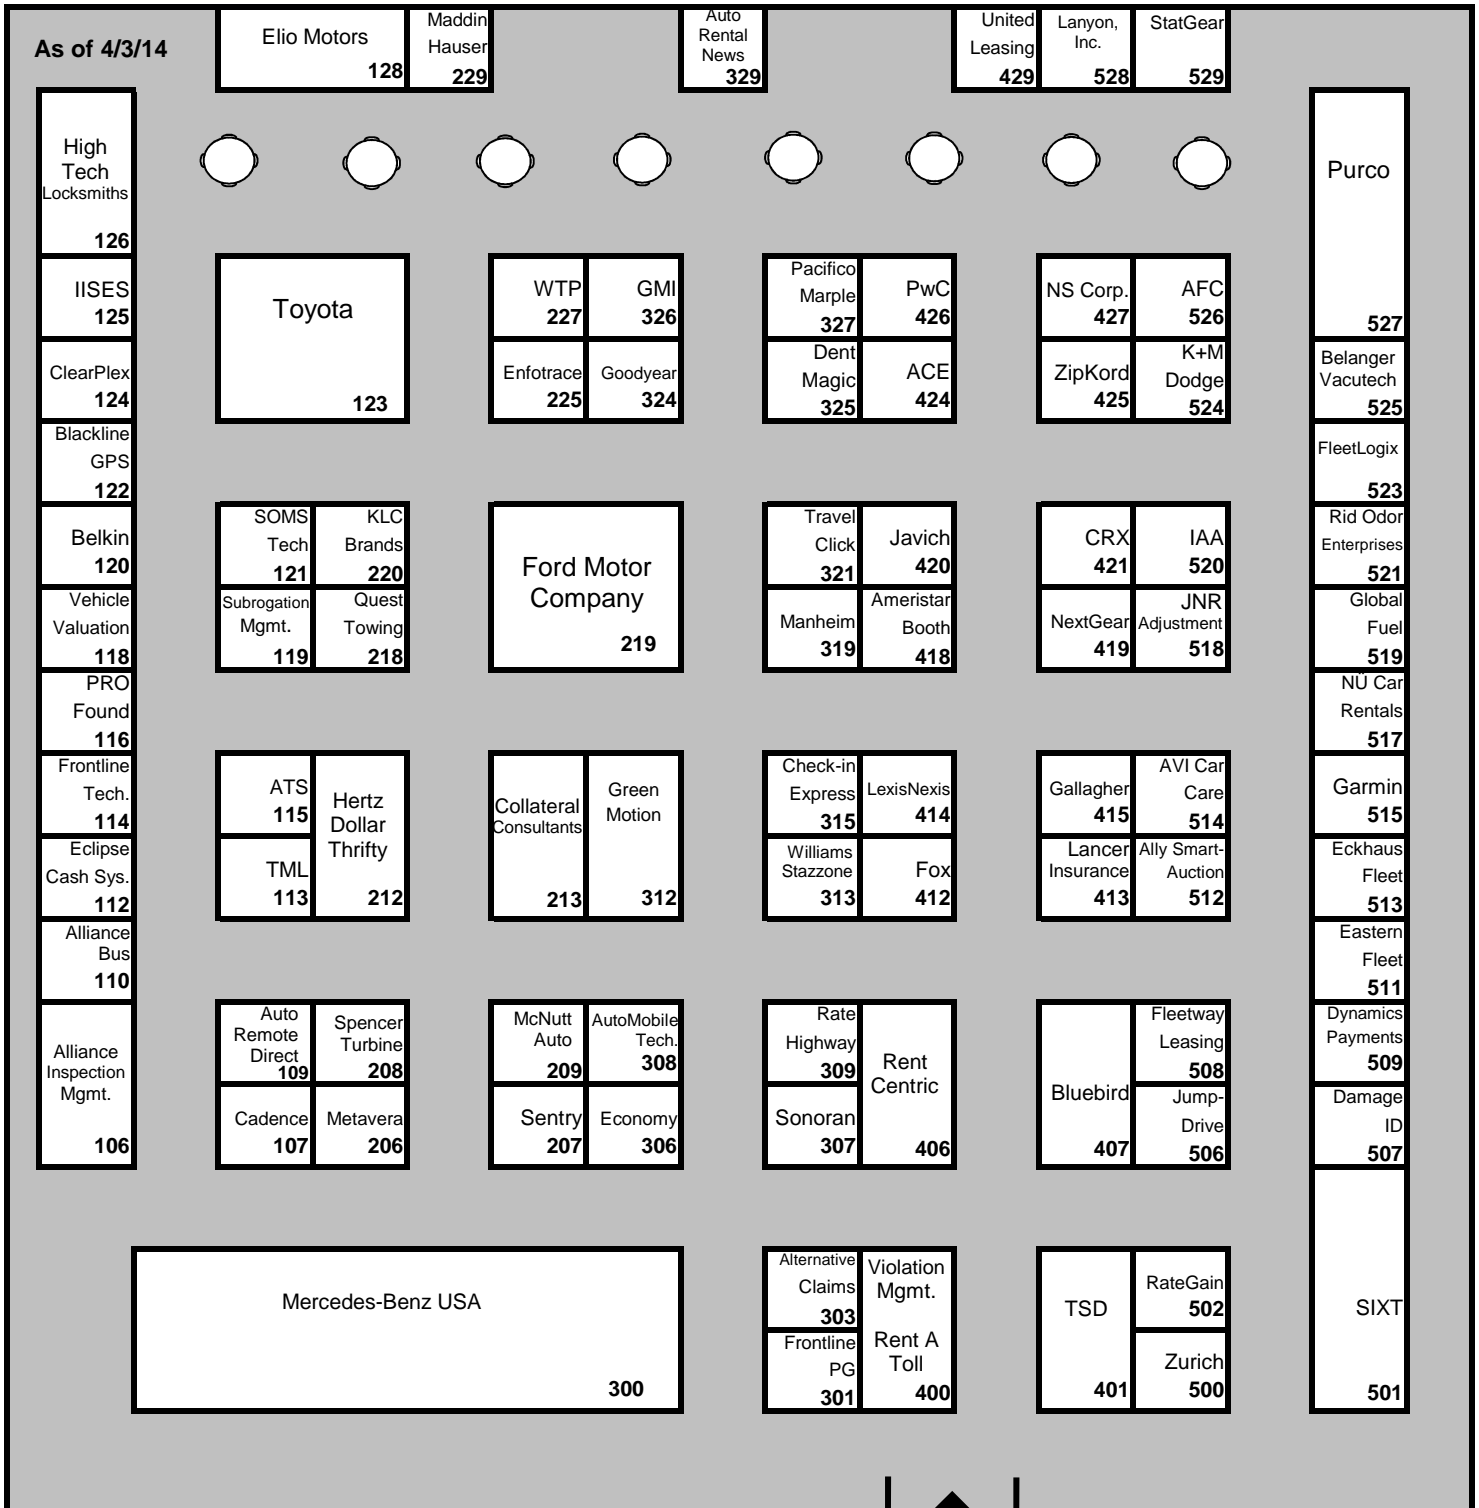 As of 4/3/14
Elio Motors
128
Maddin
Hauser
229
Auto
Rental
News
329
United
Leasing
429
Lanyon,
Inc.
528
StatGear
529
High
Tech
Locksmiths
126
IISES
125
ClearPlex
124
Blackline
GPS
122
Belkin
120
Vehicle
Valuation
118
PRO
Found
116
Frontline
Tech.
114
Eclipse
Cash Sys.
112
Alliance
Bus
110
Alliance
Inspection
Mgmt.
106
Toyota
123
WTP
227
GMI
326
Enfotrace
225
Goodyear
324
Pacifico
Marple
327
PwC
426
Dent
Magic
325
ACE
424
NS Corp.
427
AFC
526
ZipKord
425
K+M
Dodge
524
SOMS
Tech
121
KLC
Brands
220
Subrogation
Mgmt.
119
Quest
Towing
218
Ford Motor
Company
219
Travel
Click
321
Javich
420
Manheim
319
Ameristar
Booth
418
CRX
421
IAA
520
NextGear
419
JNR
Adjustment
518
ATS
115
TML
113
Hertz
Dollar
Thrifty
212
Collateral
Consultants
213
Green
Motion
312
Check-in
Express
315
LexisNexis
414
Williams
Stazzone
313
Fox
412
Gallagher
415
AVI Car
Care
514
Lancer
Insurance
413
Ally Smart-
Auction
512
Auto
Remote
Direct
109
Spencer
Turbine
208
Cadence
107
Metavera
206
McNutt
Auto
209
AutoMobile
Tech.
308
Sentry
207
Economy
306
Rate
Highway
309
Sonoran
307
Rent
Centric
406
Bluebird
407
Fleetway
Leasing
508
Jump-
Drive
506
Mercedes-Benz USA
300
Alternative
Claims
303
Frontline
PG
301
Violation
Mgmt.
Rent A
Toll
400
TSD
401
RateGain
502
Zurich
500
Purco
527
Belanger
Vacutech
525
FleetLogix
523
Rid Odor
Enterprises
521
Global
Fuel
519
NÜ Car
Rentals
517
Garmin
515
Eckhaus
Fleet
513
Eastern
Fleet
511
Dynamics
Payments
509
Damage
ID
507
SIXT
501